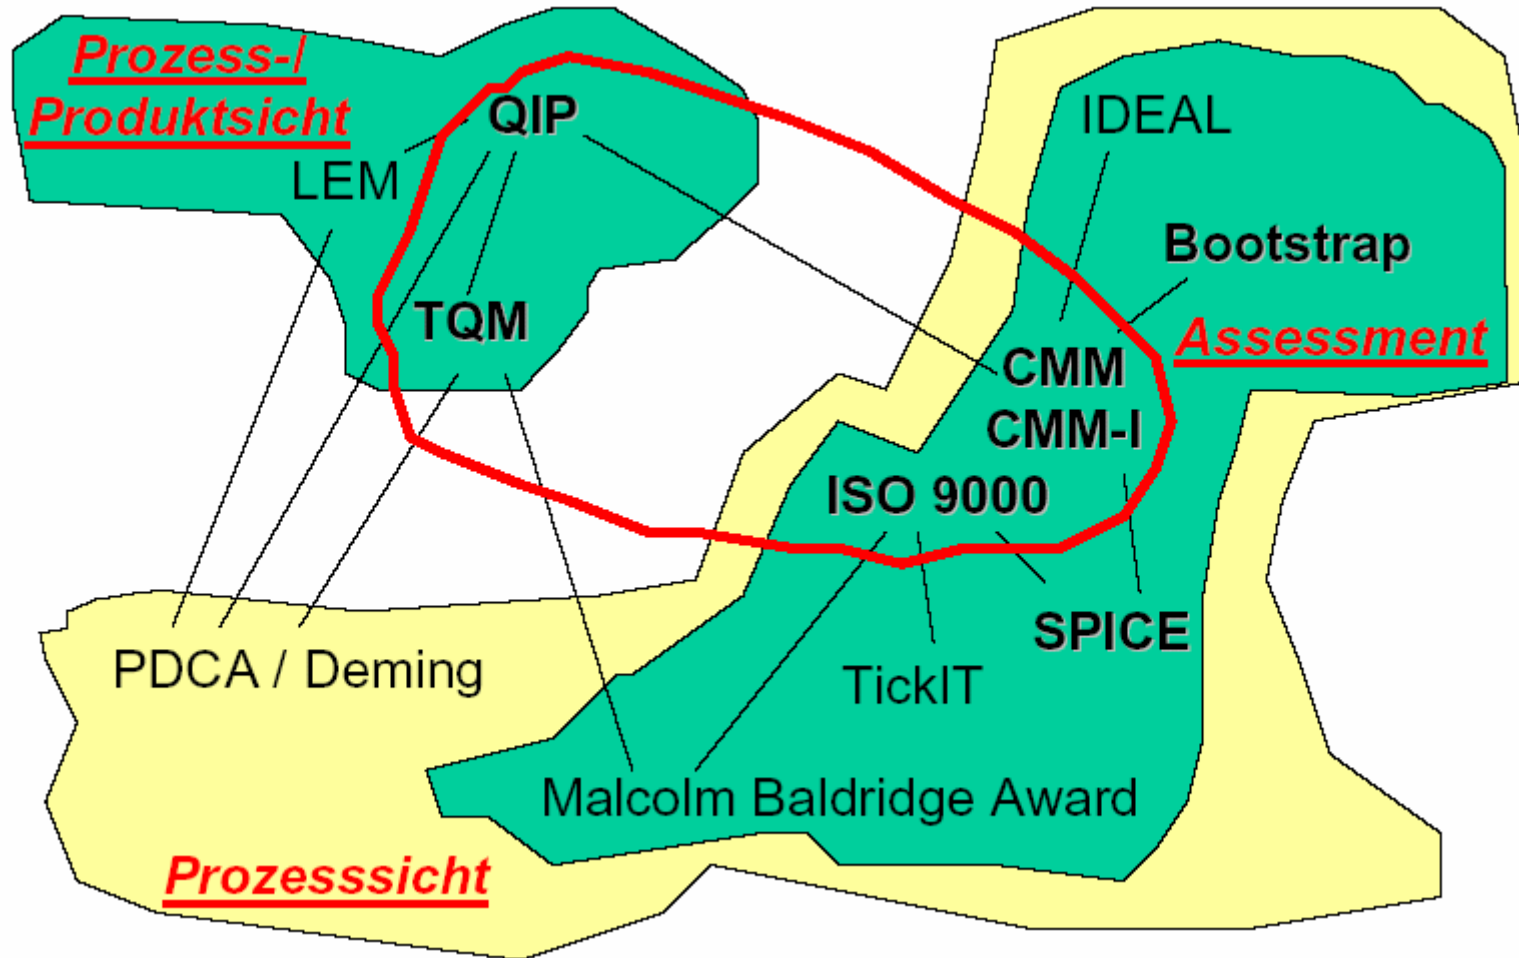 Prozess-/
Produktsicht
QIP
LEM
TQM
IDEAL
Bootstrap
Assessment
CMM
CMM-I
ISO 9000
SPICE
TickIT
PDCA / Deming
Malcolm Baldridge Award
Prozesssicht